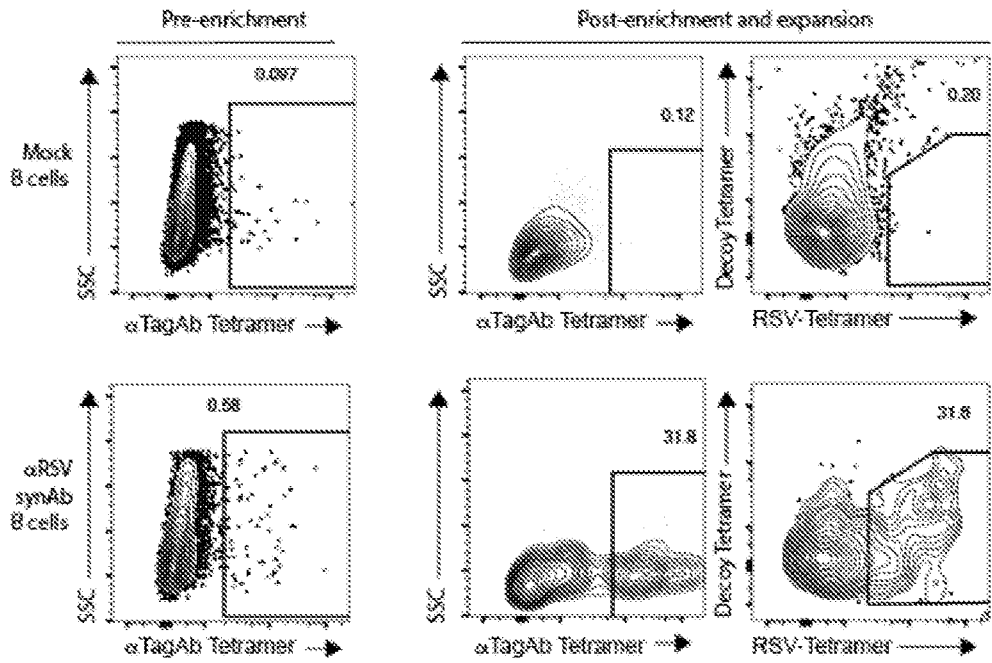 Pre-enrichment
Post-enrichment and expansion
0.097
0.12
0.20
Mock
B cells
SSC
SSC
Decoy Tetramer
αTagAb Tetramer
αTagAb Tetramer
RSV-Tetramer
0.58
31.8
31.8
αRSV
synAb
B cells
SSC
SSC
Decoy Tetramer
αTagAb Tetramer
αTagAb Tetramer
RSV-Tetramer